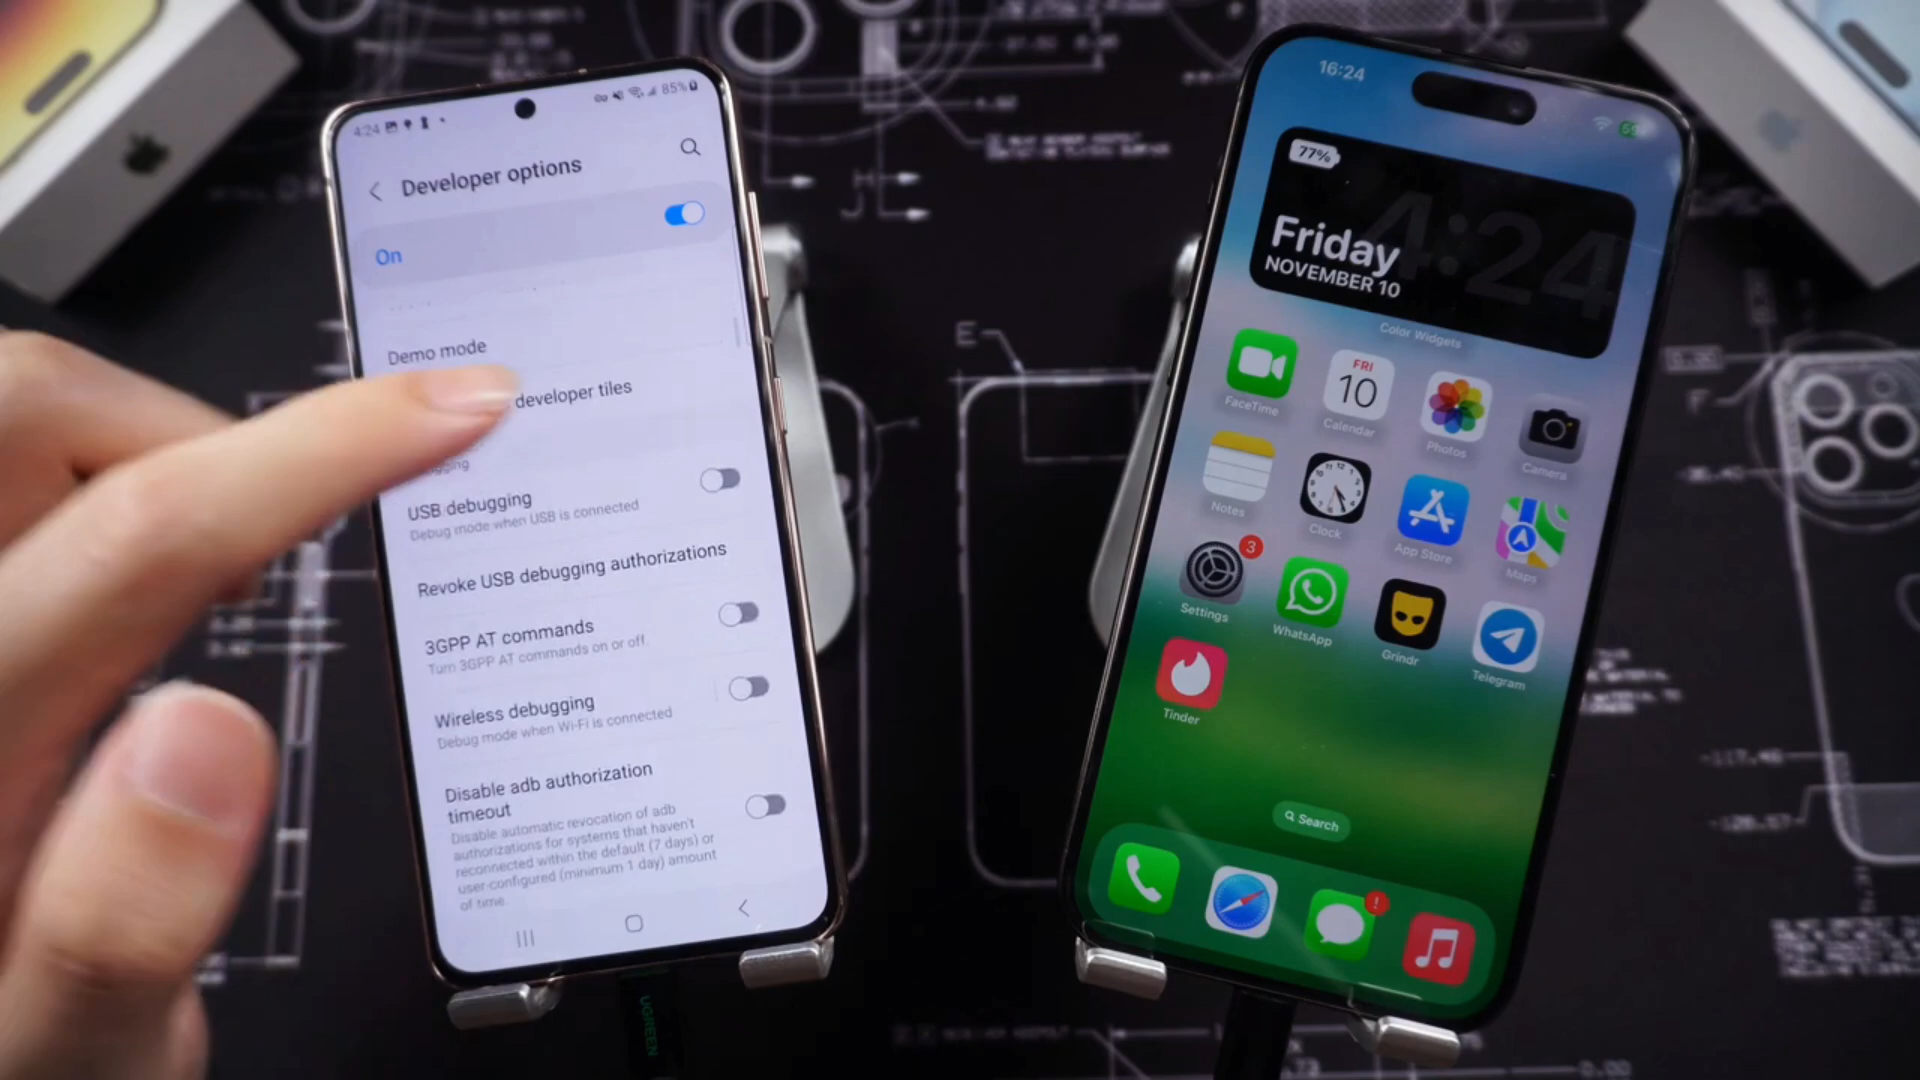 4:24
85%
Developer options
On
Demo mode
developer tiles
USB debugging
Debug mode when USB is connected
Revoke USB debugging authorizations
3GPP AT commands
Turn 3GPP AT commands on or off.
Wireless debugging
Debug mode when Wi-Fi is connected
Disable adb authorization
timeout
Disable automatic revocation of adb
authorizations for systems that haven't
reconnected within the default (7 days) or
user-configured (minimum 1 day) amount
of time.
UGREEN
16:24
77%
4:24
Friday
NOVEMBER 10
Color Widgets
FRI
10
FaceTime
Calendar
Photos
Camera
Notes
Clock
App Store
Maps
3
Settings
WhatsApp
Grindr
Telegram
Tinder
Search
!
E
H
J
F